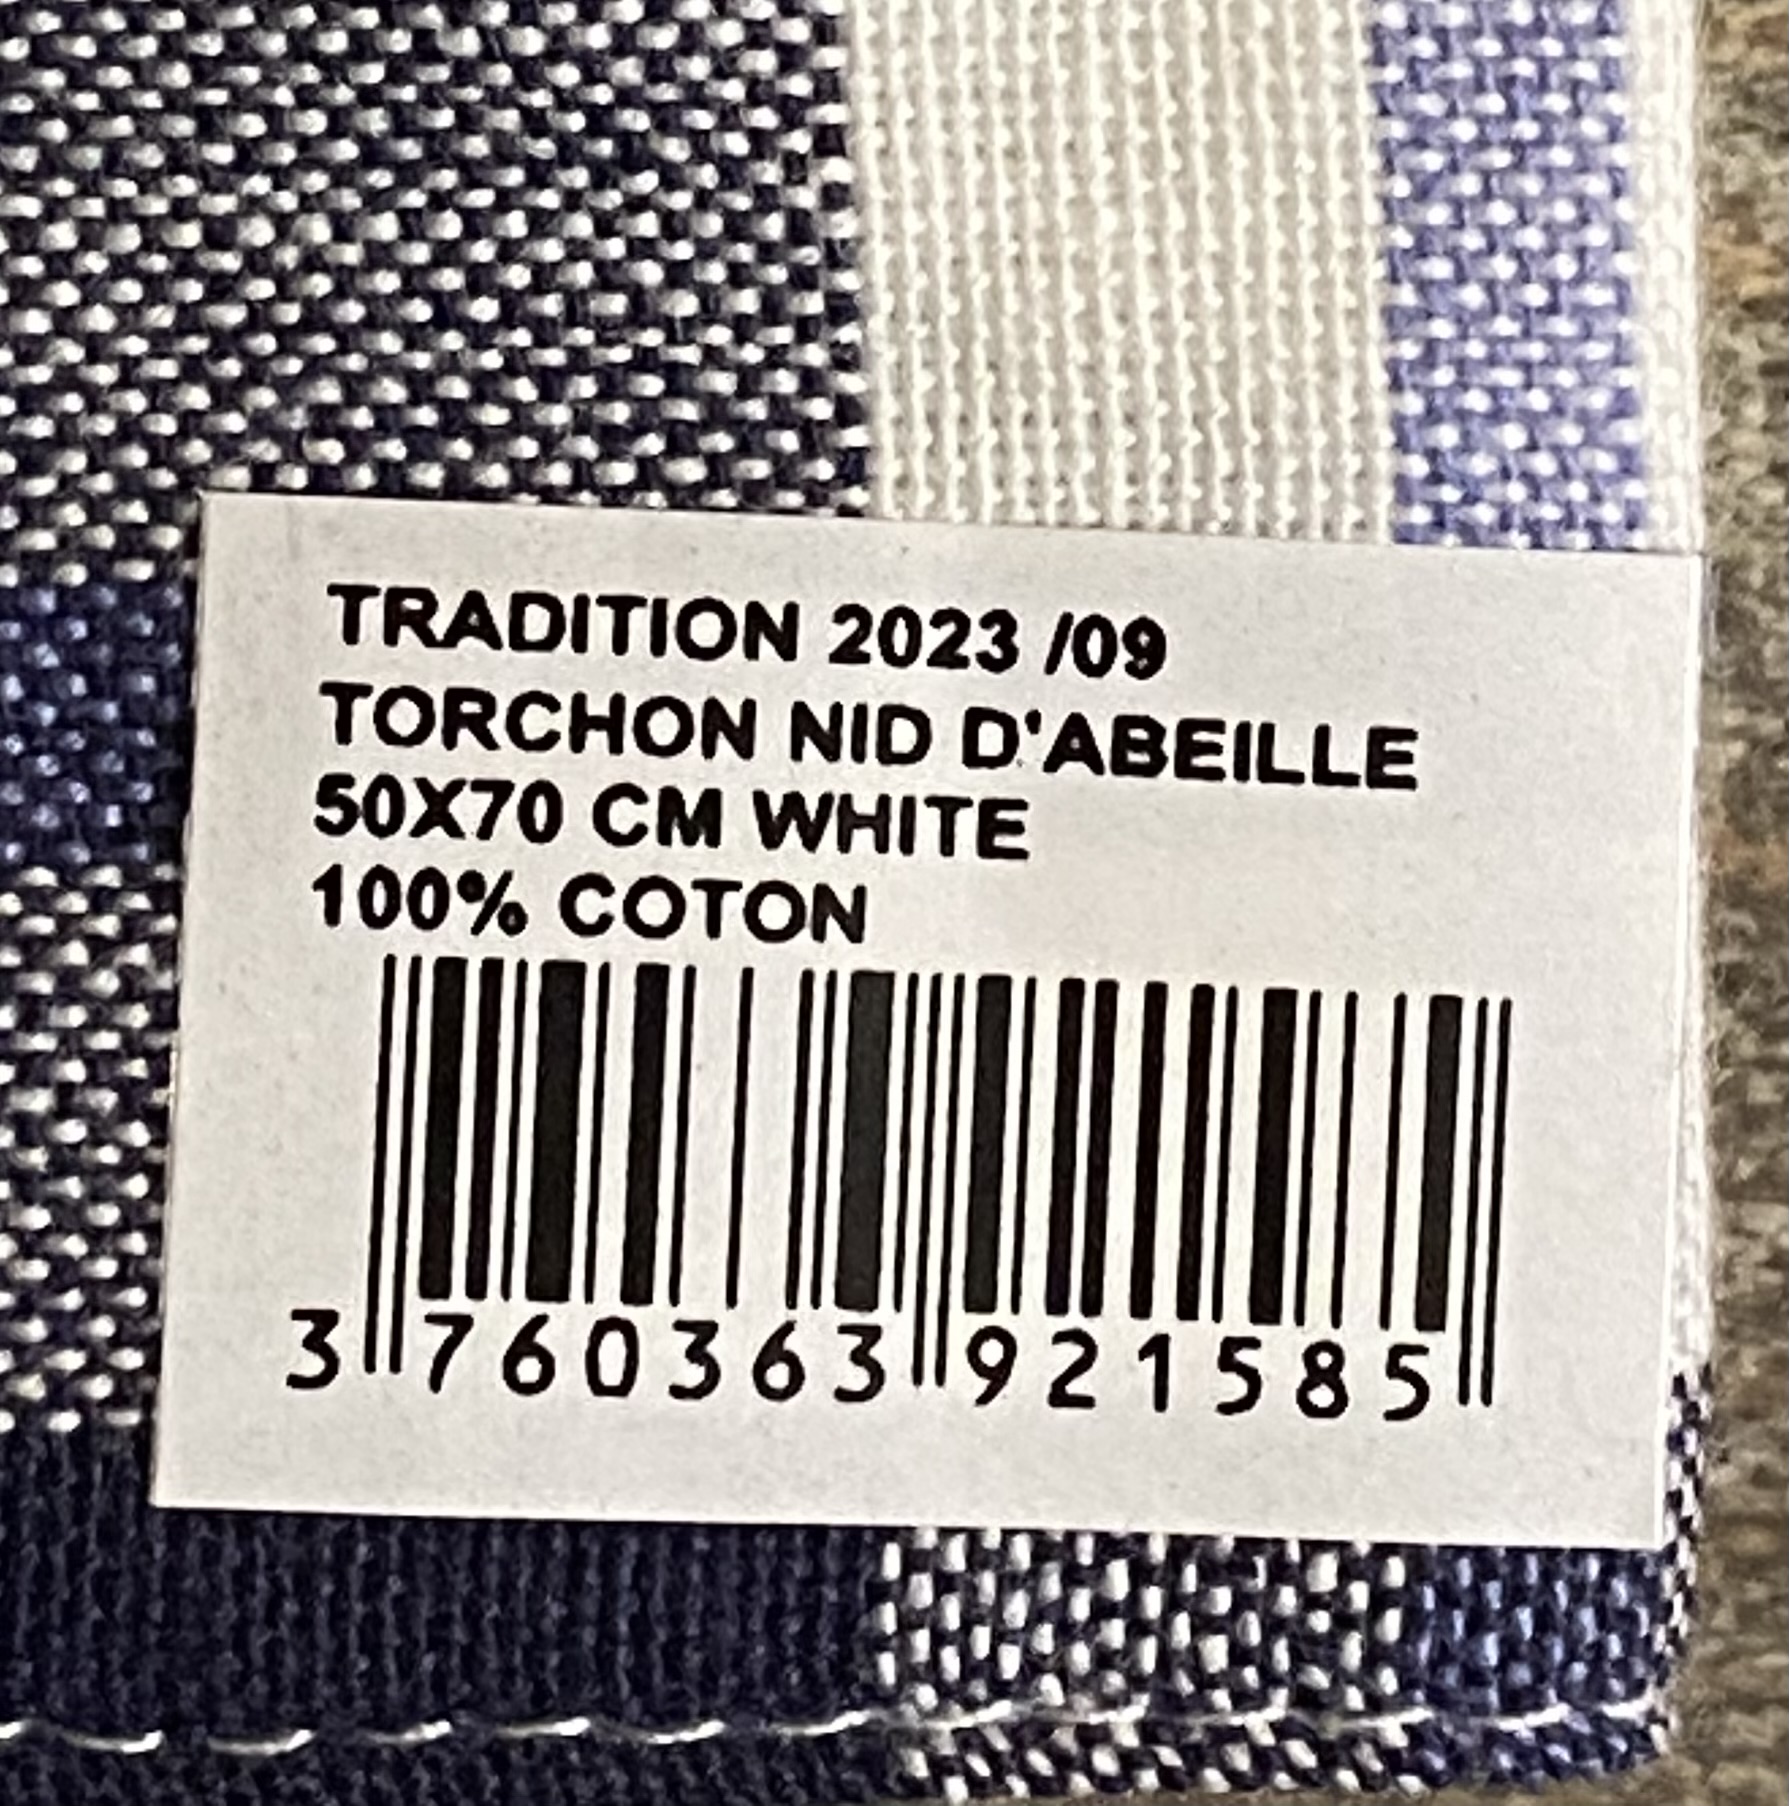 TRADITION 2023 /09
TORCHON NID D'ABEILLE
50X70 CM WHITE
100% COTON
3 760363 921585